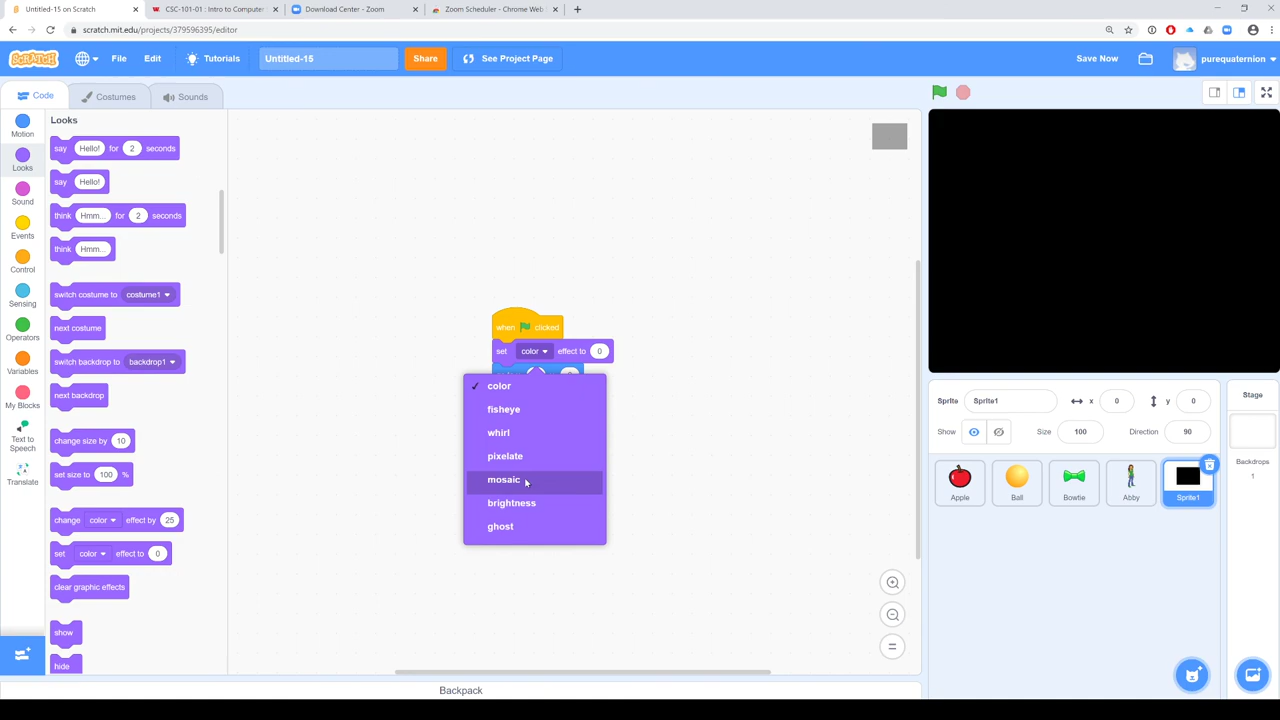 Untitled-15 on Scratch
CSC-101-01 : Intro to Computer
Download Center - Zoom
Zoom Scheduler - Chrome Web
scratch.mit.edu/projects/379596395/editor
SCRATCH
File
Edit
Tutorials
Untitled-15
Share
See Project Page
Save Now
purequaternion
Code
Costumes
Sounds
Motion
Looks
Sound
Events
Control
Sensing
Operators
Variables
My Blocks
Text to
Speech
Translate
Looks
say Hello! for 2 seconds
say Hello!
think Hmm... for 2 seconds
think Hmm...
switch costume to costume1
next costume
switch backdrop to backdrop1
next backdrop
change size by 10
set size to 100 %
change color effect by 25
set color effect to 0
clear graphic effects
show
hide
when clicked
set color effect to 0
color
fisheye
whirl
pixelate
mosaic
brightness
ghost
Backpack
Sprite Sprite1 x 0 y 0
Show Size 100 Direction 90
Apple
Ball
Bowtie
Abby
Sprite1
Stage
Backdrops
1